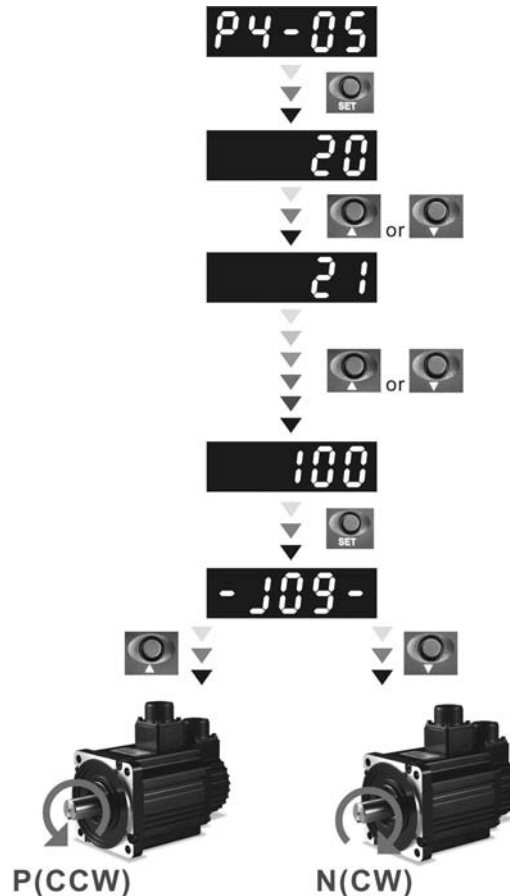 P4-05
SET
20
▲ or ▼
21
▲ or ▼
100
SET
-JOG-
▲ ▼
P(CCW) N(CW)